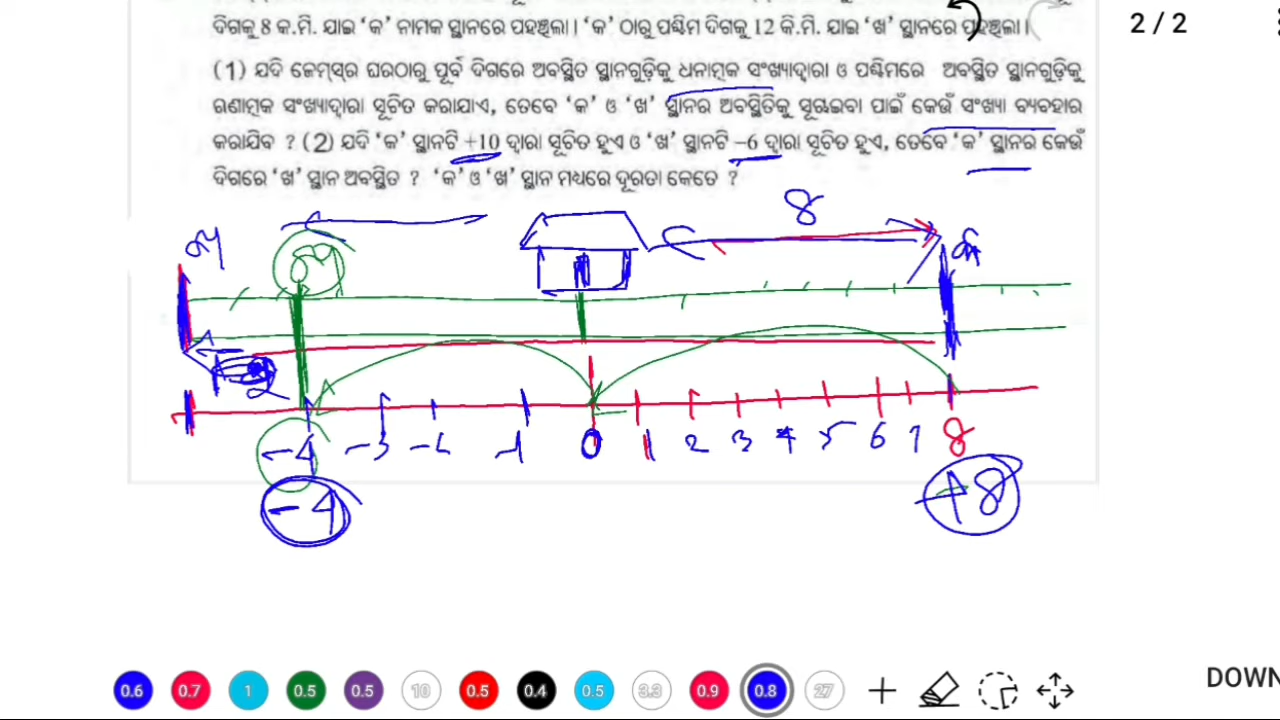 ଦିଗକୁ 8 କ.ମି. ଯାଇ ‘କ’ ନାମକ ସ୍ଥାନରେ ପହଞ୍ଚିଲା। ‘କ’ ଠାରୁ ପଶ୍ଚିମ ଦିଗକୁ 12 କି.ମି. ଯାଇ ‘ଖ’ ସ୍ଥାନରେ ପହଞ୍ଚିଲା।
2 / 2
(1) ଯଦି ଜେମ୍ସ୍‌ର ଘରଠାରୁ ପୂର୍ବ ଦିଗରେ ଅବସ୍ଥିତ ସ୍ଥାନଗୁଡ଼ିକୁ ଧନାତ୍ମକ ସଂଖ୍ୟାଦ୍ୱାରା ଓ ପଶ୍ଚିମରେ ଅବସ୍ଥିତ ସ୍ଥାନଗୁଡ଼ିକୁ
ରଣାତ୍ମକ ସଂଖ୍ୟାଦ୍ୱାରା ସୂଚିତ କରାଯାଏ, ତେବେ ‘କ’ ଓ ‘ଖ’ ସ୍ଥାନର ଅବସ୍ଥିତିକୁ ସୂଚାଇବା ପାଇଁ କେଉଁ ସଂଖ୍ୟା ବ୍ୟବହାର
କରାଯିବ ? (2) ଯଦି ‘କ’ ସ୍ଥାନଟି +10 ଦ୍ୱାରା ସୂଚିତ ହୁଏ ଓ ‘ଖ’ ସ୍ଥାନଟି –6 ଦ୍ୱାରା ସୂଚିତ ହୁଏ, ତେବେ ‘କ’ ସ୍ଥାନର କେଉଁ
ଦିଗରେ ‘ଖ’ ସ୍ଥାନ ଅବସ୍ଥିତ ? ‘କ’ ଓ ‘ଖ’ ସ୍ଥାନ ମଧ୍ୟରେ ଦୂରତା କେତେ ?
8
-4 -3 -2 -1 0 1 2 3 4 5 6 7 8
-4 +8
0.6 0.7 1 0.5 0.5 10 0.5 0.4 0.5 3.3 0.9 0.8 27
DOWN